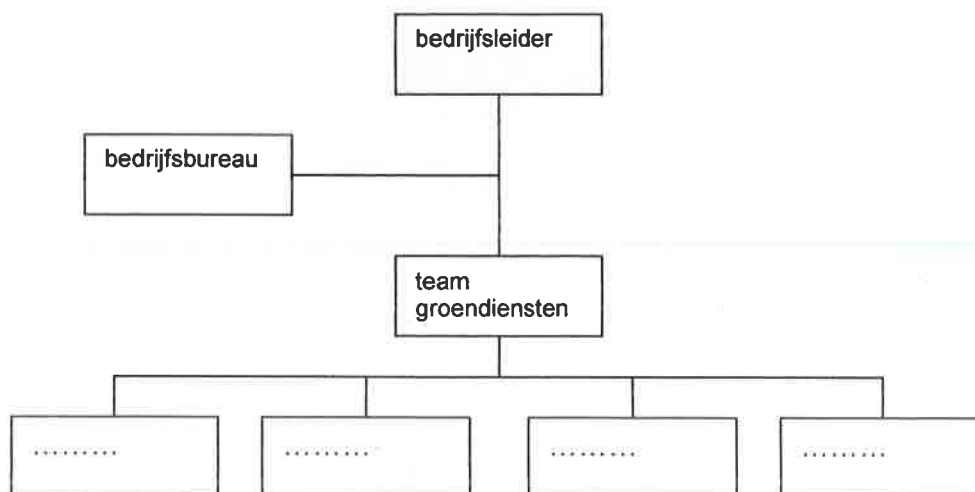 bedrijfsleider
bedrijfsbureau
team
groendiensten
......... ......... ......... .........